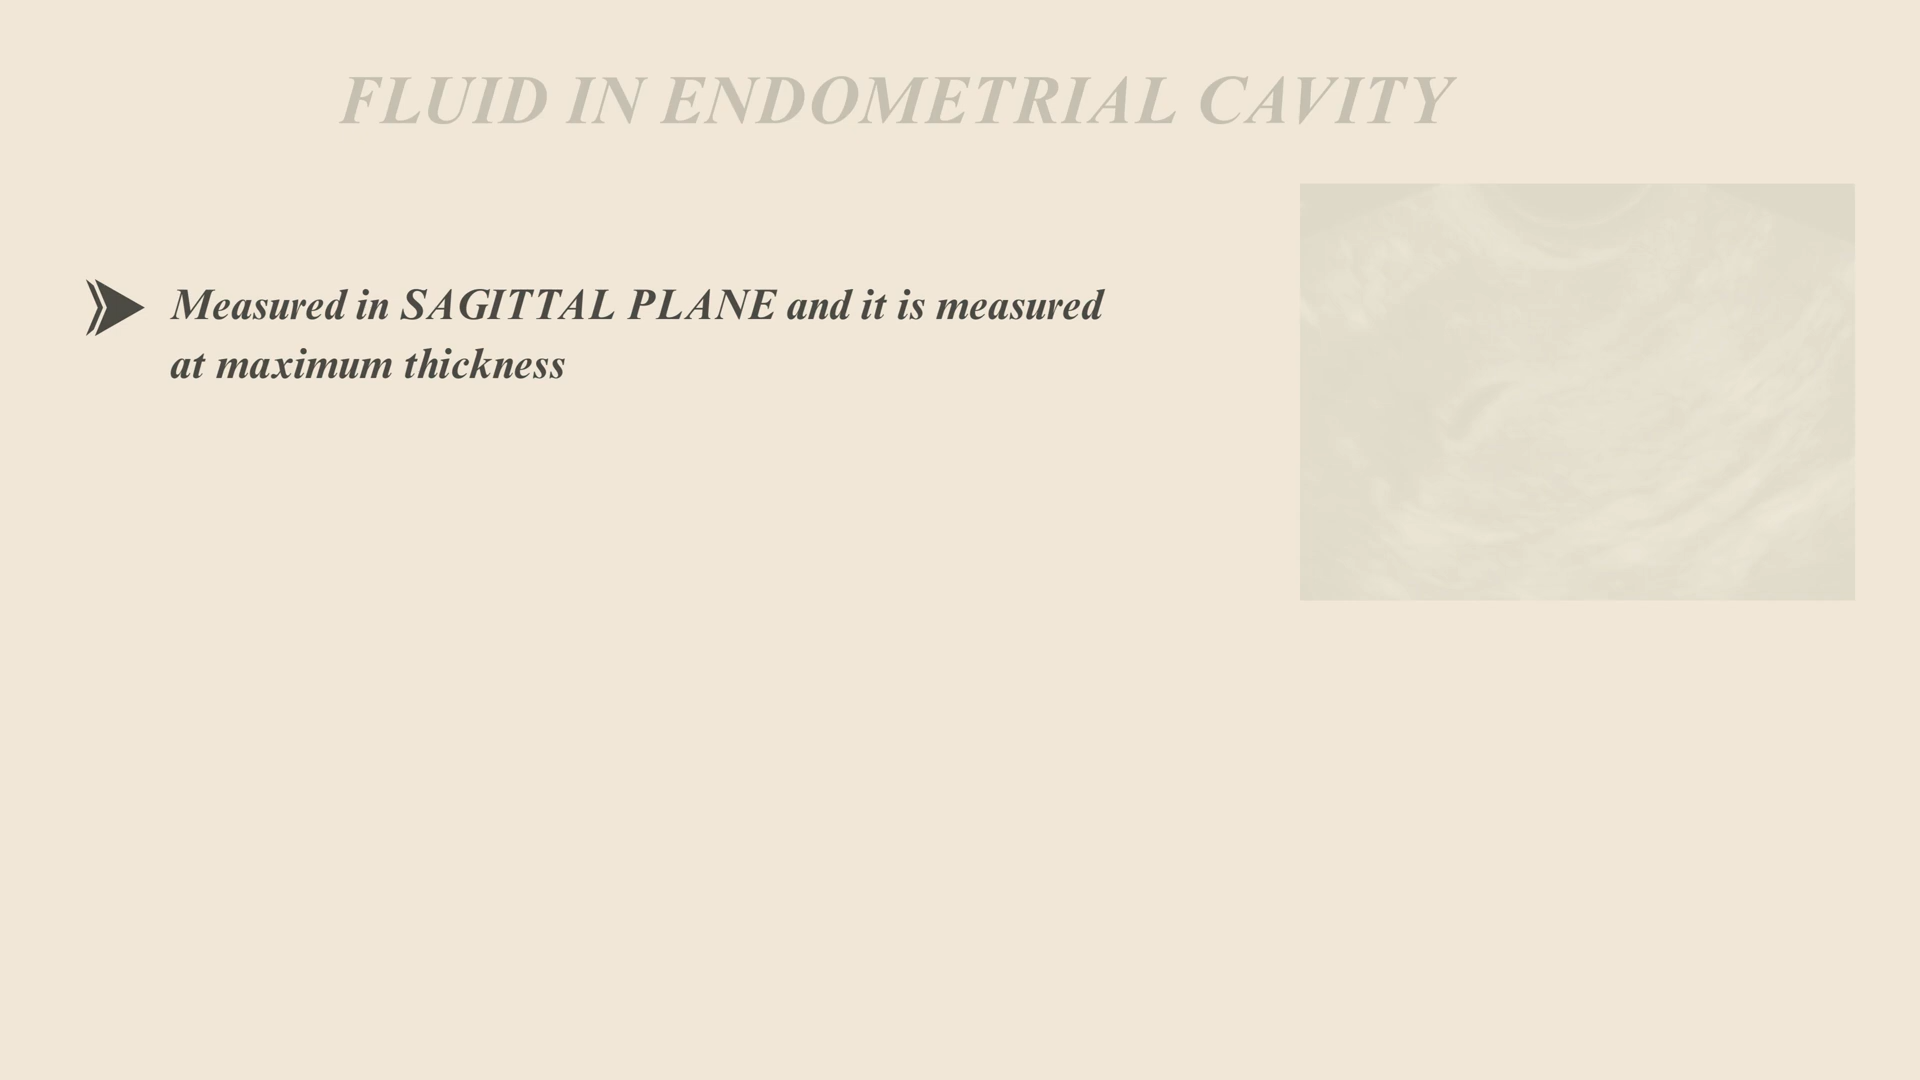 FLUID IN ENDOMETRIAL CAVITY
Measured in SAGITTAL PLANE and it is measured
at maximum thickness